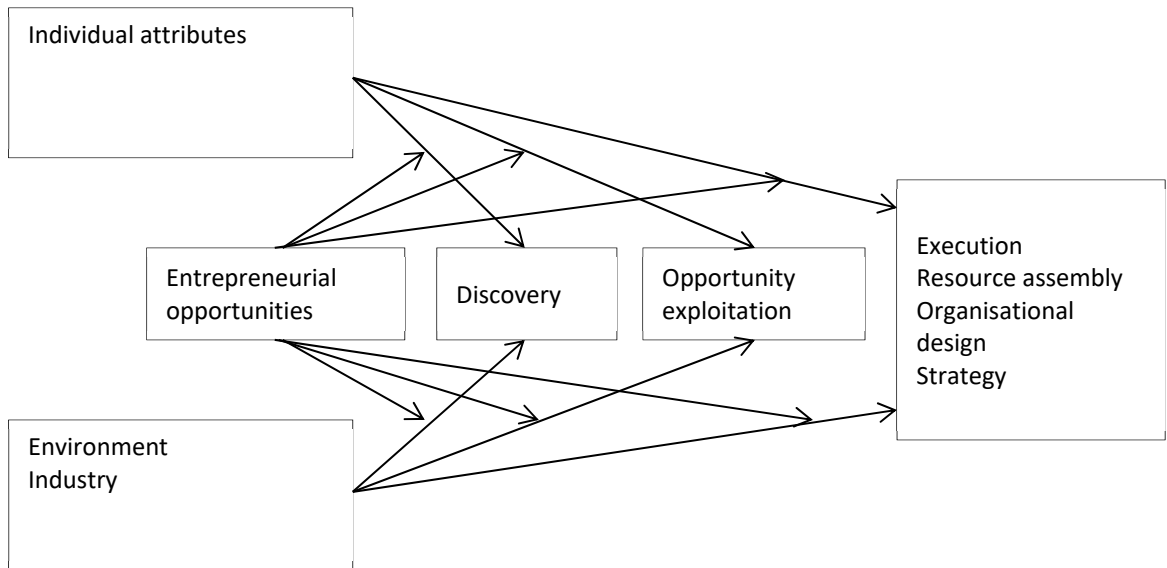 Individual attributes
Entrepreneurial
opportunities
Discovery
Opportunity
exploitation
Execution
Resource assembly
Organisational
design
Strategy
Environment
Industry